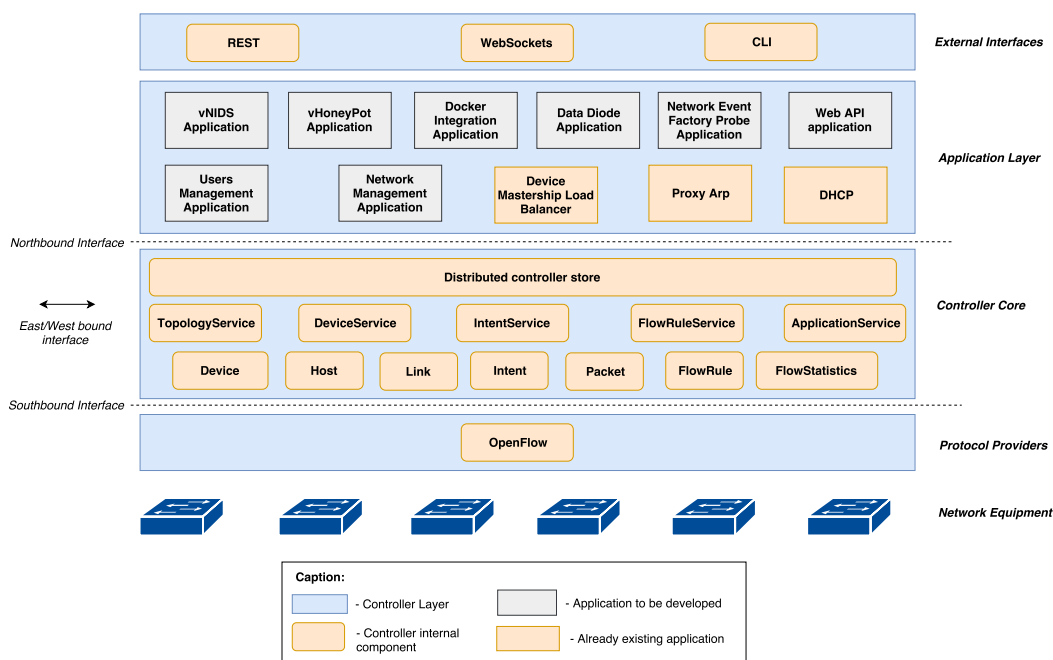 REST
WebSockets
CLI
External Interfaces
vNIDS
Application
vHoneyPot
Application
Docker
Integration
Application
Data Diode
Application
Network Event
Factory Probe
Application
Web API
application
Application Layer
Users
Management
Application
Network
Management
Application
Device
Mastership Load
Balancer
Proxy Arp
DHCP
Northbound Interface
Distributed controller store
Controller Core
East/West bound
interface
TopologyService
DeviceService
IntentService
FlowRuleService
ApplicationService
Device
Host
Link
Intent
Packet
FlowRule
FlowStatistics
Southbound Interface
OpenFlow
Protocol Providers
Network Equipment
Caption:
- Controller Layer
- Application to be developed
- Controller internal
component
- Already existing application